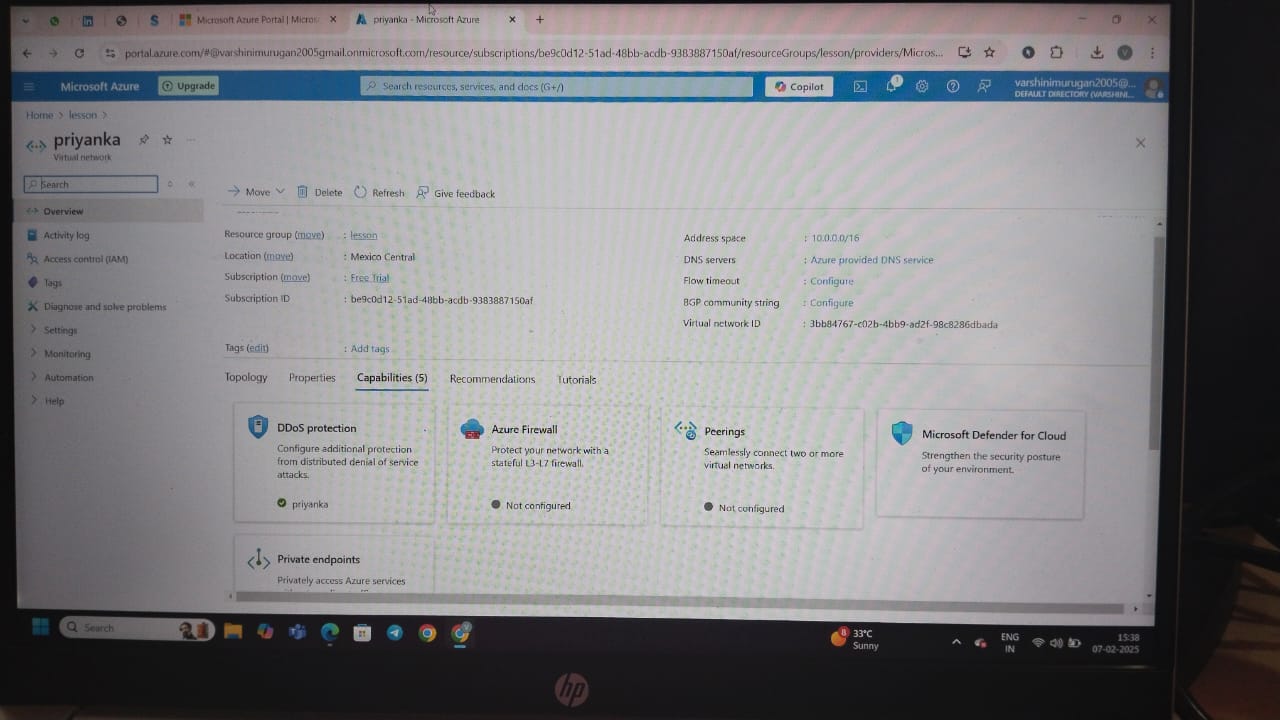 Microsoft Azure Portal | Micros
priyanka - Microsoft Azure
portal.azure.com/#@varshinimurugan2005gmail.onmicrosoft.com/resource/subscriptions/be9c0d12-51ad-48bb-acdb-9383887150af/resourceGroups/lesson/providers/Micros...
Microsoft Azure
Upgrade
Search resources, services, and docs (G+/)
Copilot
1
varshinimurugan2005@...
DEFAULT DIRECTORY (VARSHINI...
Home > lesson >
priyanka
Virtual network
Search
Overview
Activity log
Access control (IAM)
Tags
Diagnose and solve problems
Settings
Monitoring
Automation
Help
Move
Delete
Refresh
Give feedback
Resource group (move) : lesson
Location (move) : Mexico Central
Subscription (move) : Free Trial
Subscription ID : be9c0d12-51ad-48bb-acdb-9383887150af
Address space : 10.0.0.0/16
DNS servers : Azure provided DNS service
Flow timeout : Configure
BGP community string : Configure
Virtual network ID : 3bb84767-c02b-4bb9-ad2f-98c8286dbada
Tags (edit) : Add tags
Topology
Properties
Capabilities (5)
Recommendations
Tutorials
DDoS protection
Configure additional protection
from distributed denial of service
attacks.
priyanka
Azure Firewall
Protect your network with a
stateful L3-L7 firewall.
Not configured
Peerings
Seamlessly connect two or more
virtual networks.
Not configured
Microsoft Defender for Cloud
Strengthen the security posture
of your environment.
Private endpoints
Privately access Azure services
Search
8
33°C
Sunny
ENG
IN
15:38
07-02-2025
hp